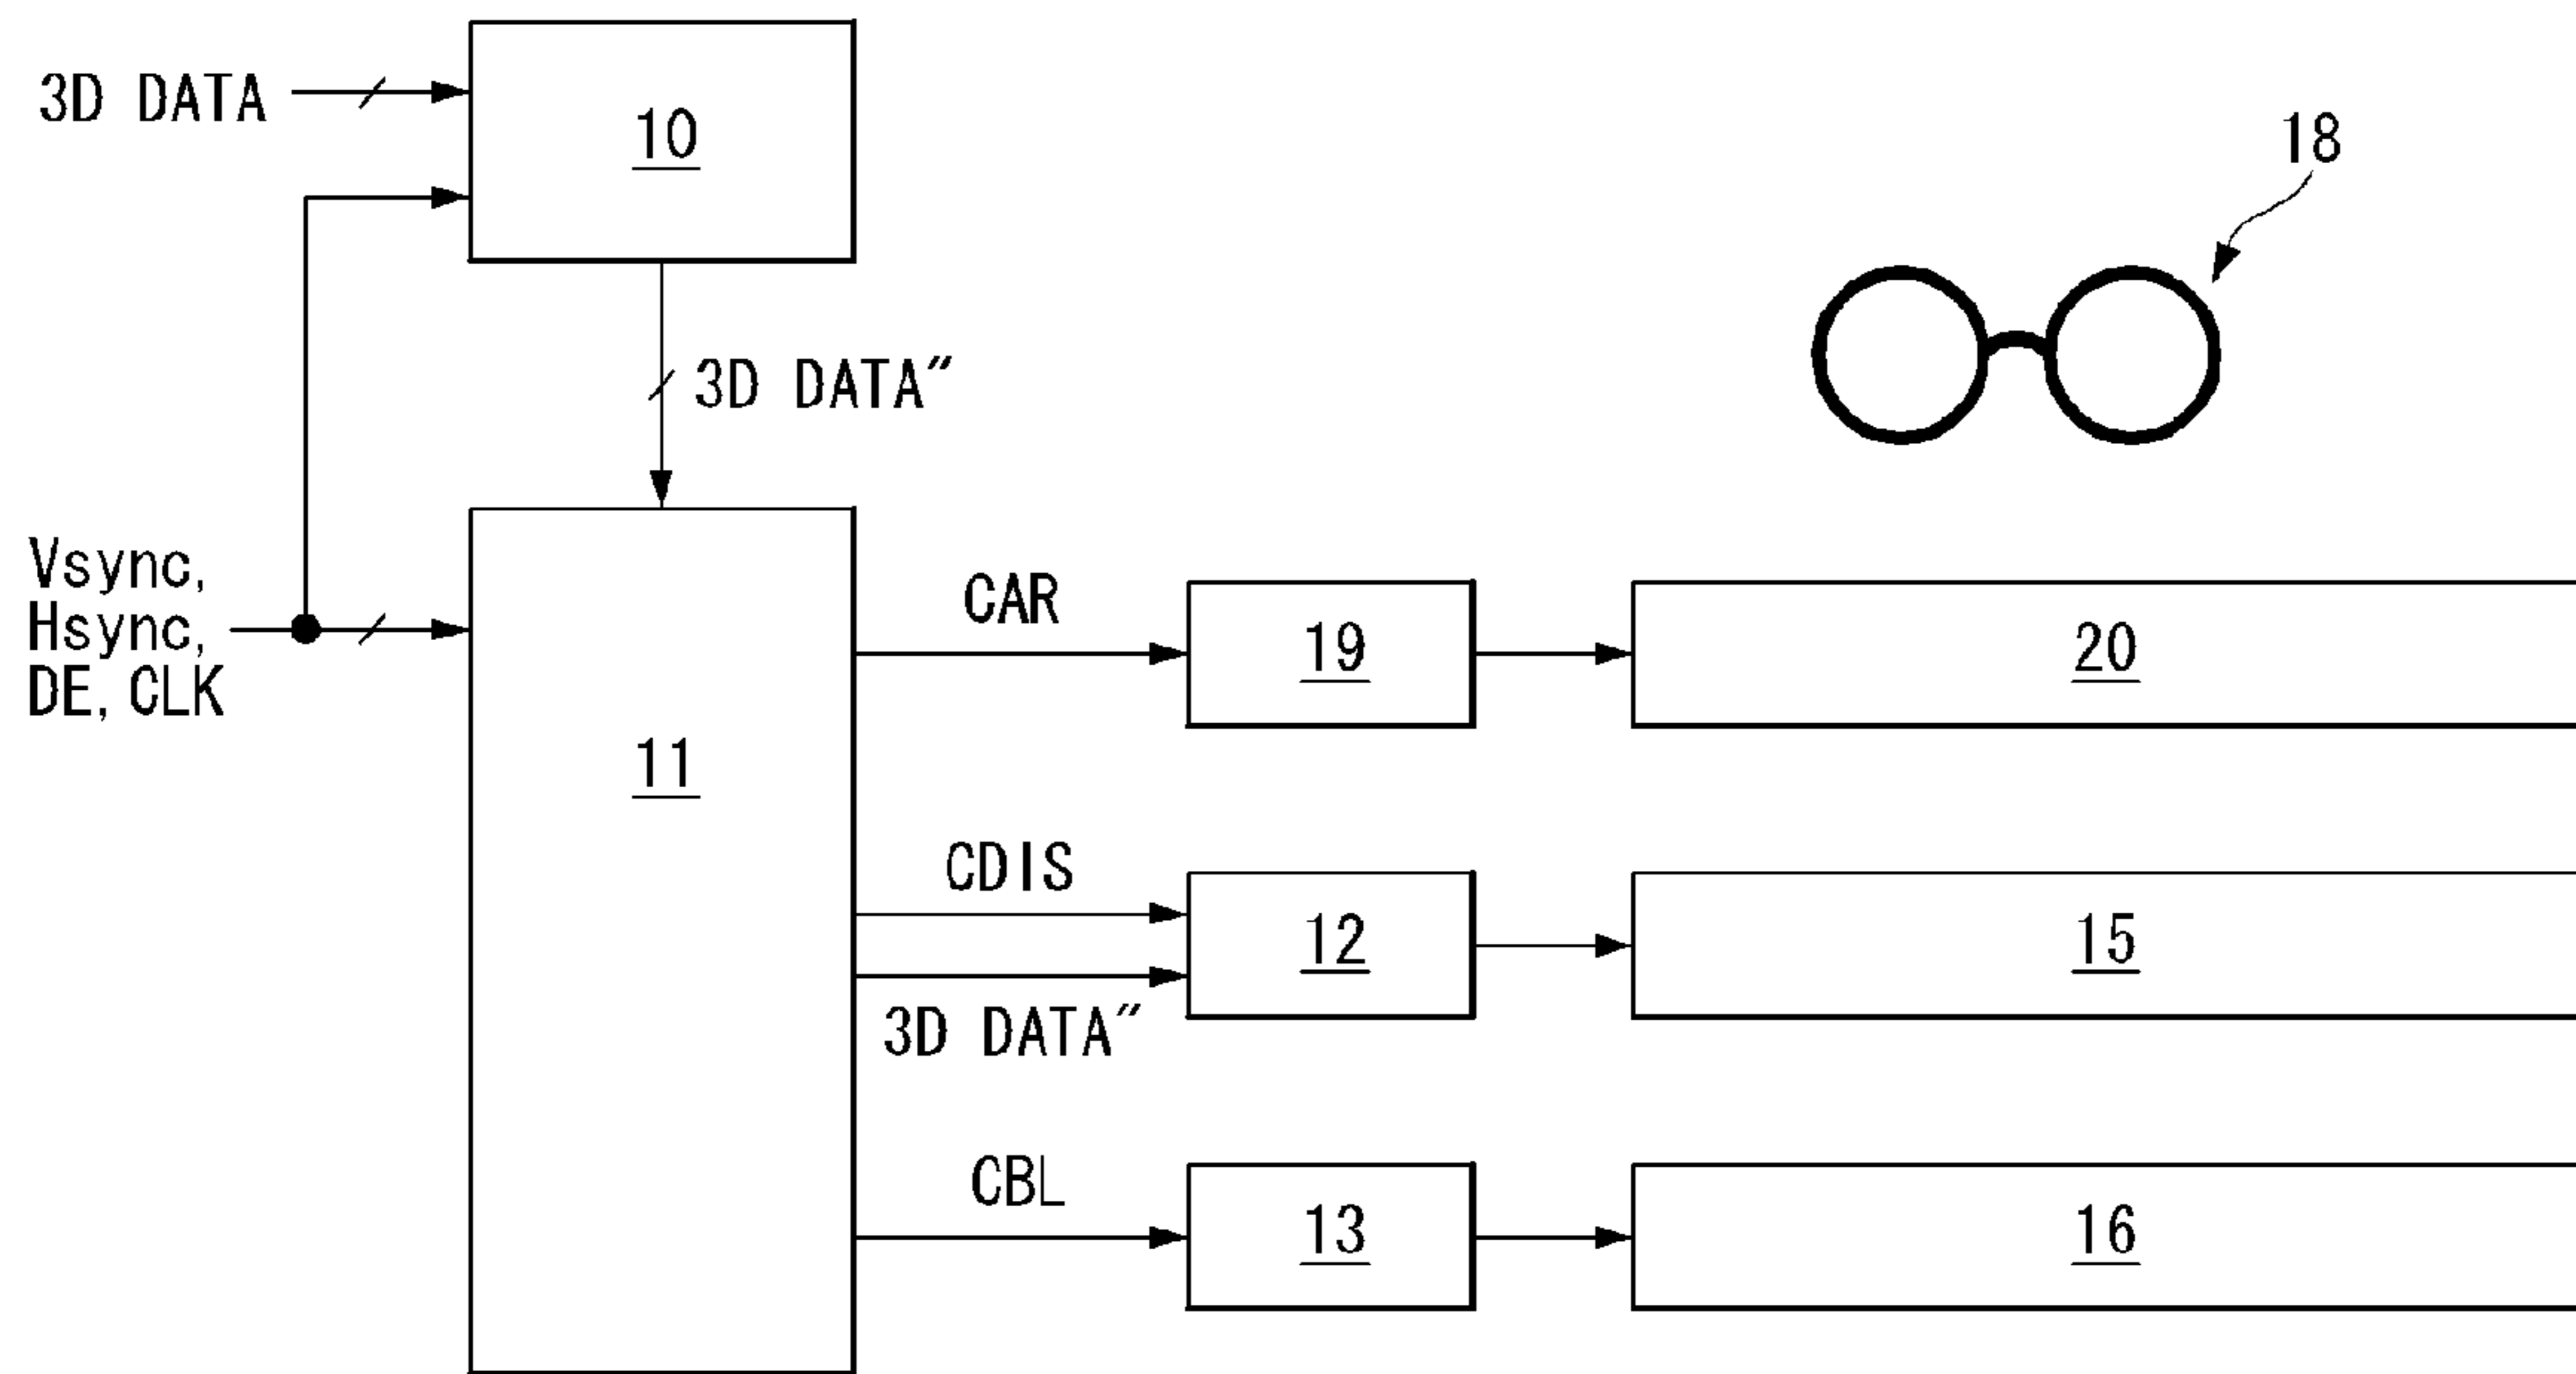 3D DATA
10
18
3D DATA"
Vsync,
Hsync,
DE, CLK
11
CAR
19
20
CDIS
12
15
3D DATA"
CBL
13
16